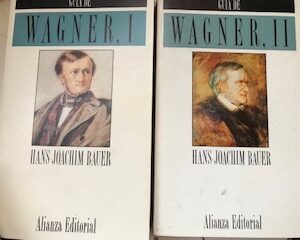 GUIA DE
WAGNER, I
HANS JOACHIM BAUER
Alianza Editorial
GUIA DE
WAGNER, II
HANS JOACHIM BAUER
Alianza Editorial